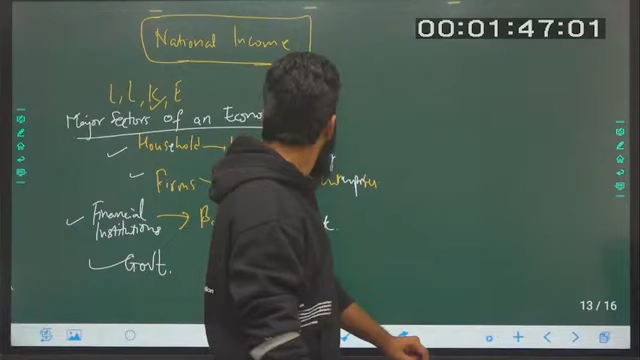 00:01:47:01
National Income
L, L, K, E
Major Sectors of an Econo
Household →
Firms
Financial → B
Institutions
Govt.
13 / 16